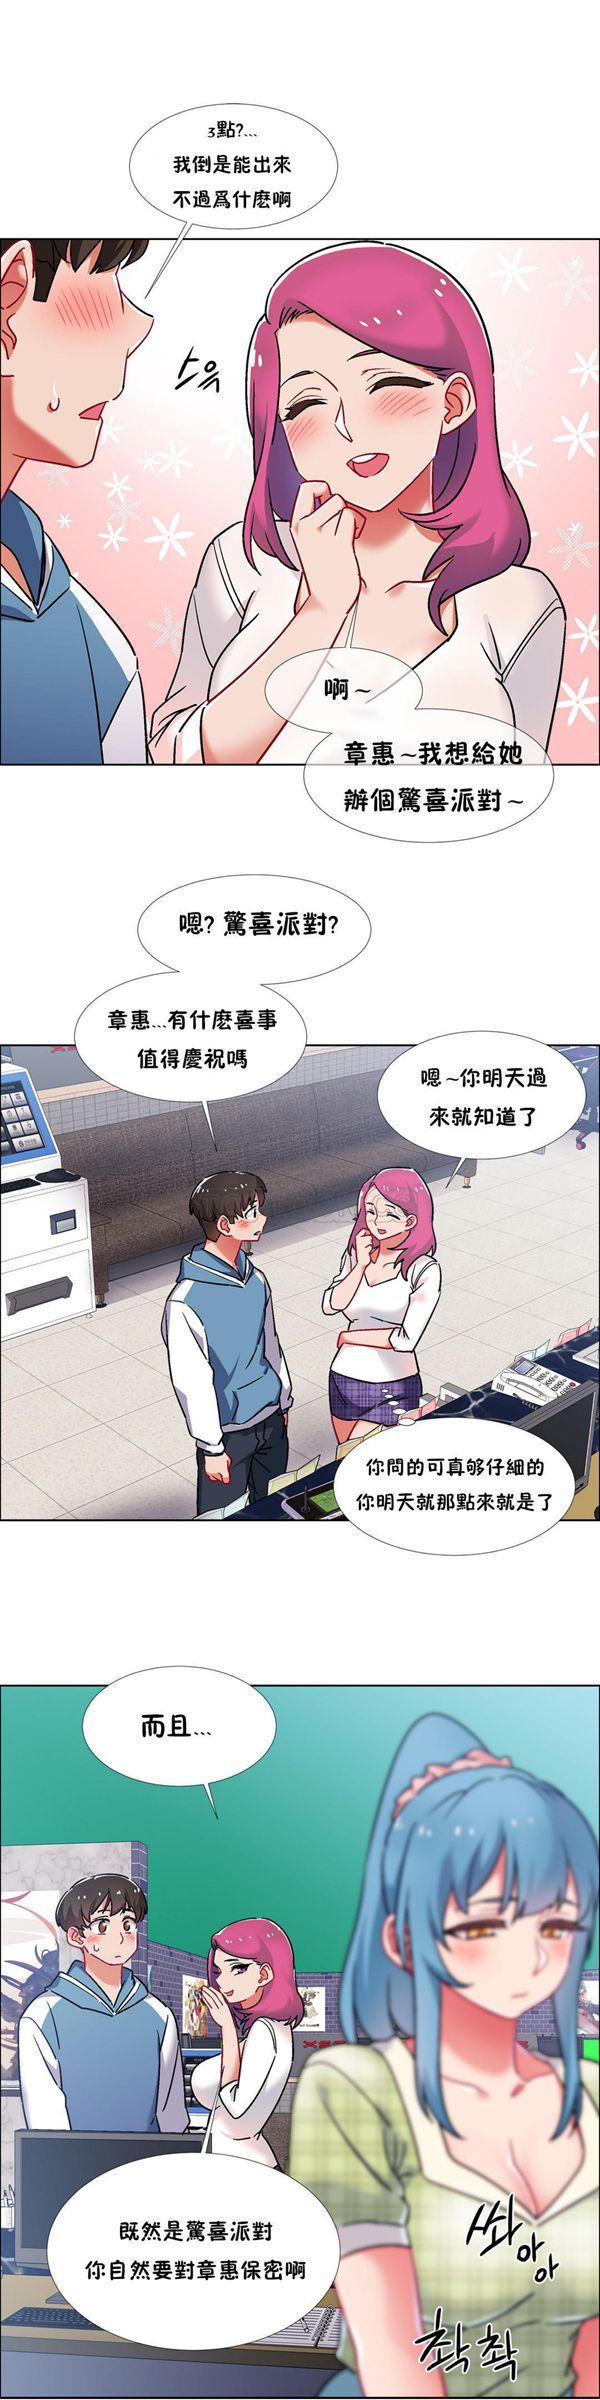 3點?...
我倒是能出來
不過爲什麽啊
스윽
啊~
章惠~我想給她
辦個驚喜派對~
嗯? 驚喜派對?
章惠...有什麽喜事
值得慶祝嗎
嗯~你明天過
來就知道了
你問的可真够仔細的
你明天就那點來就是了
而且...
既然是驚喜派對
你自然要對章惠保密啊
쏴아아
촥촥